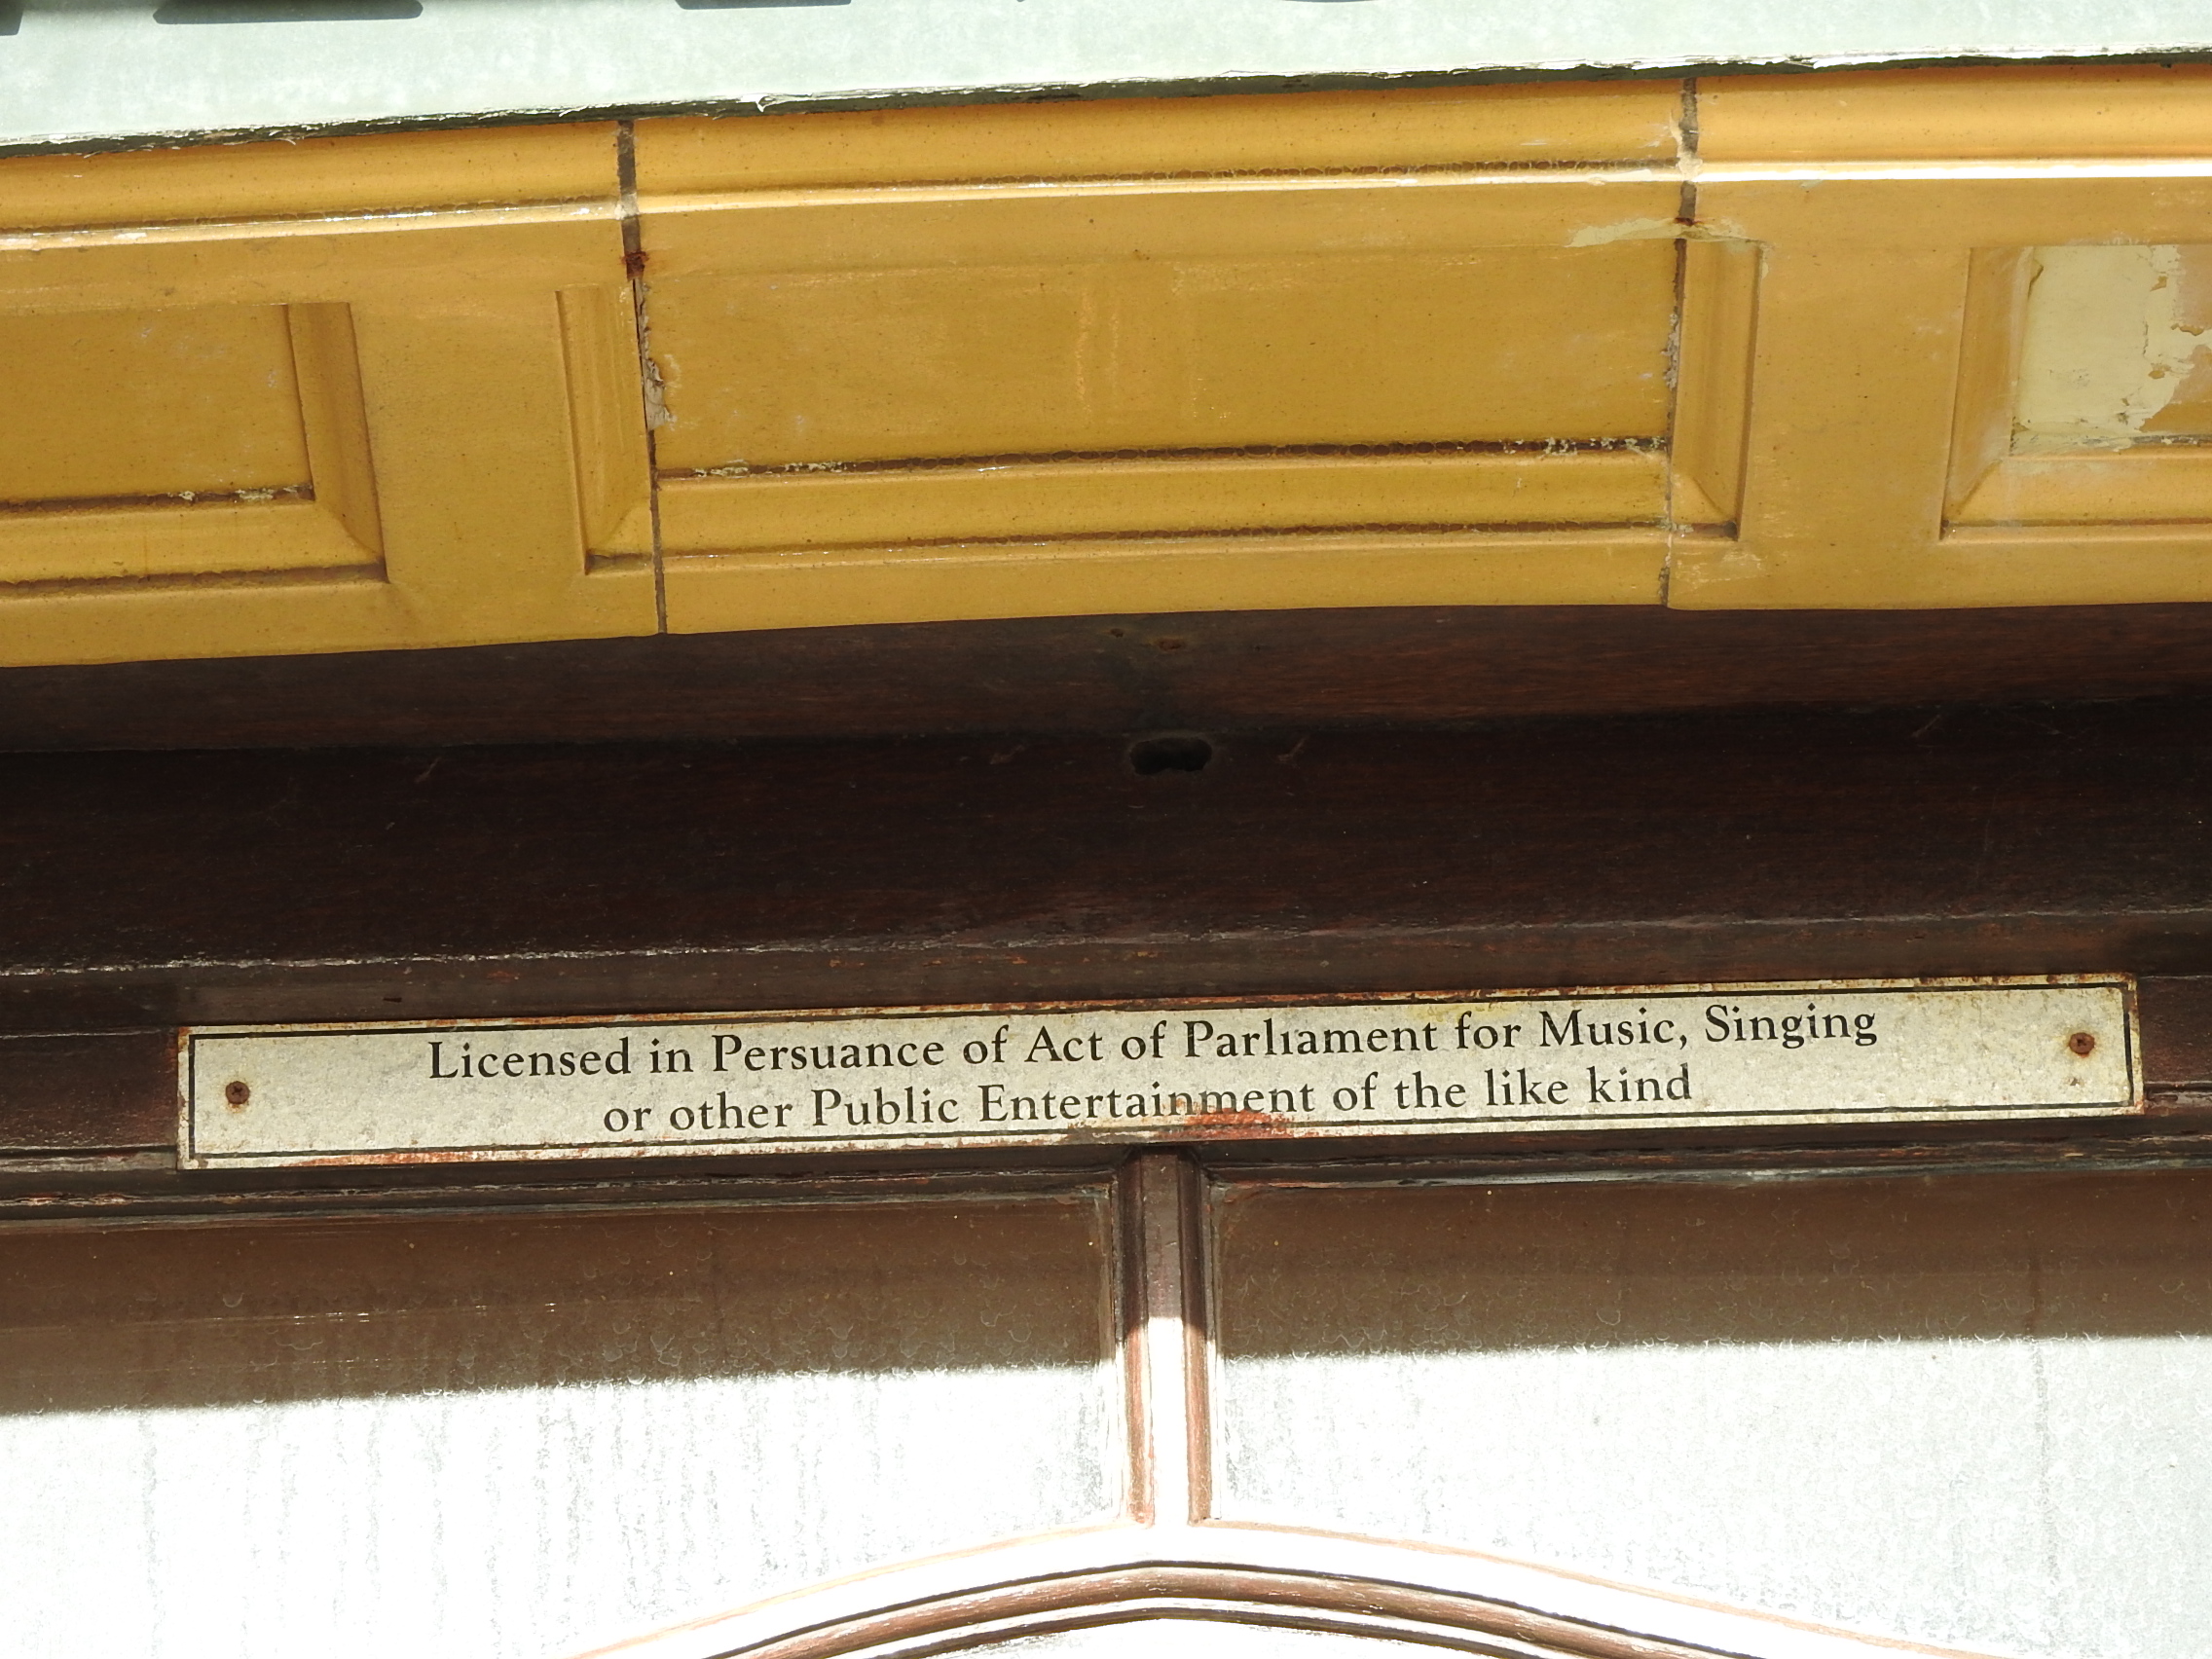 Licensed in Persuance of Act of Parliament for Music, Singing
or other Public Entertainment of the like kind